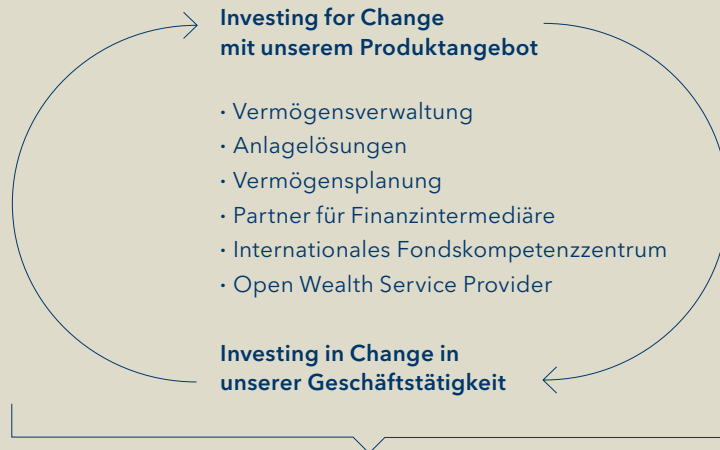 Investing for Change
mit unserem Produktangebot
· Vermögensverwaltung
· Anlagelösungen
· Vermögensplanung
· Partner für Finanzintermediäre
· Internationales Fondskompetenzzentrum
· Open Wealth Service Provider
Investing in Change in
unserer Geschäftstätigkeit